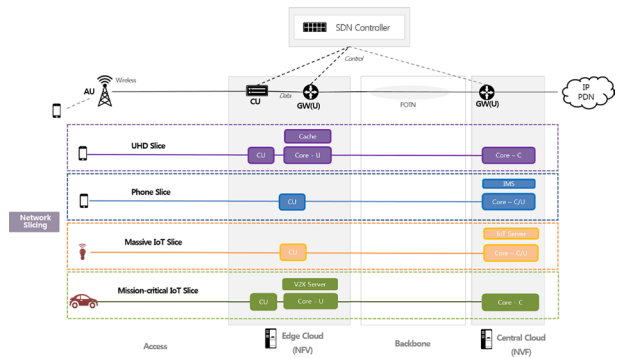 SDN Controller
Control
Wireless
AU
Data
CU
GW(U)
POTN
GW(U)
IP
PDN
Cache
UHD Slice
CU
Core – U
Core – C
Phone Slice
CU
IMS
Core – C/U
Network
Slicing
Massive IoT Slice
CU
IoT Server
Core – C/U
V2X Server
Mission-critical IoT Slice
CU
Core – U
Core – C
Access
Edge Cloud
(NFV)
Backbone
Central Cloud
(NVF)